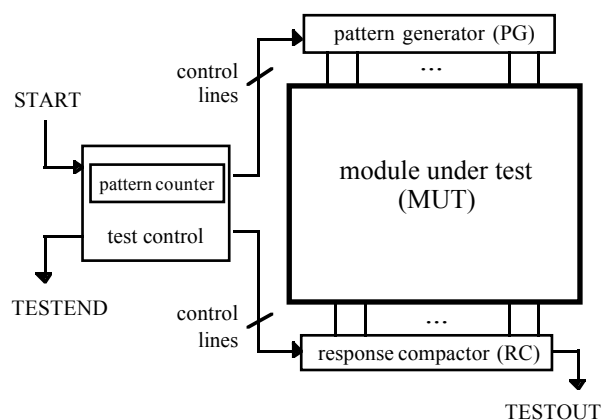 pattern generator (PG)
control
lines
...
START
module under test
(MUT)
pattern counter
test control
TESTEND
control
lines
...
response compactor (RC)
TESTOUT